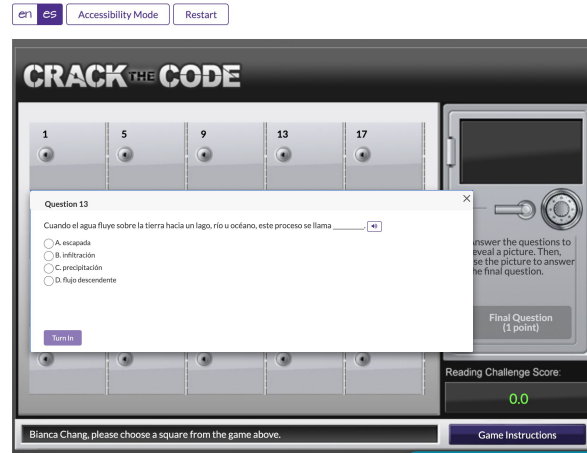 en es Accessibility Mode Restart
CRACK THE CODE
1 5 9 13 17
Question 13
Cuando el agua fluye sobre la tierra hacia un lago, río u océano, este proceso se llama ________.
A. escapada
B. infiltración
C. precipitación
D. flujo descendente
Turn In
nswer the questions to
eveal a picture. Then,
se the picture to answer
he final question.
Final Question
(1 point)
Reading Challenge Score:
0.0
Bianca Chang, please choose a square from the game above.
Game Instructions